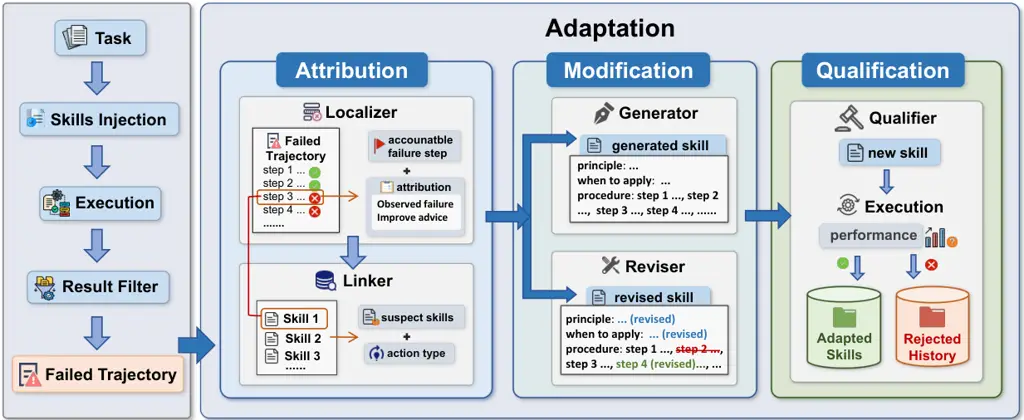 Task
Skills Injection
Execution
Result Filter
Failed Trajectory
Adaptation
Attribution
Localizer
Failed
Trajectory
step 1 ...
step 2 ...
step 3 ...
step 4 ...
.......
accounatble
failure step
+
attribution
Observed failure
Improve advice
Linker
Skill 1
Skill 2
Skill 3
......
suspect skills
+
action type
Modification
Generator
generated skill
principle: ...
when to apply: ...
procedure: step 1 ..., step 2
..., step 3 ..., step 4 ..., ......
Reviser
revised skill
principle: ... (revised)
when to apply: ... (revised)
procedure: step 1 ..., step 2 ...,
step 3 ..., step 4 (revised)..., ...
Qualification
Qualifier
new skill
Execution
performance
Adapted
Skills
Rejected
History